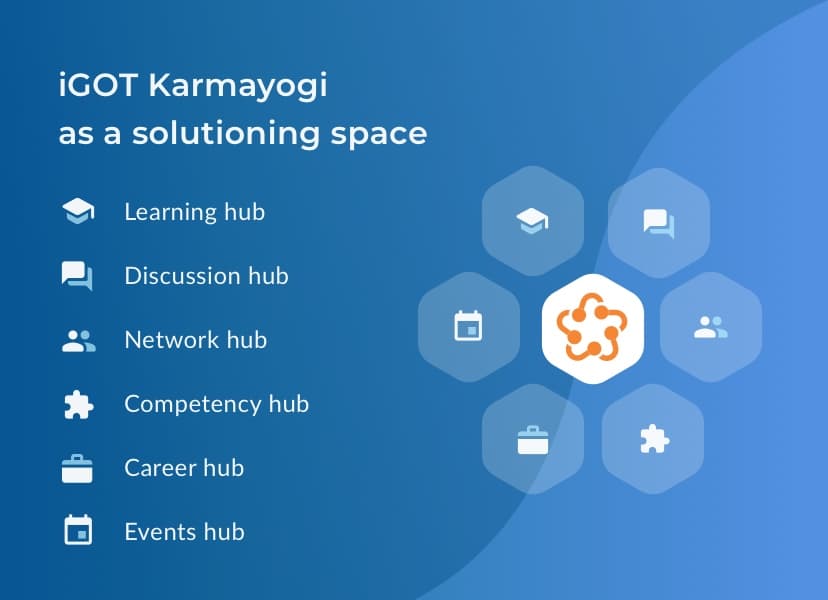 iGOT Karmayogi
as a solutioning space
Learning hub
Discussion hub
Network hub
Competency hub
Career hub
Events hub